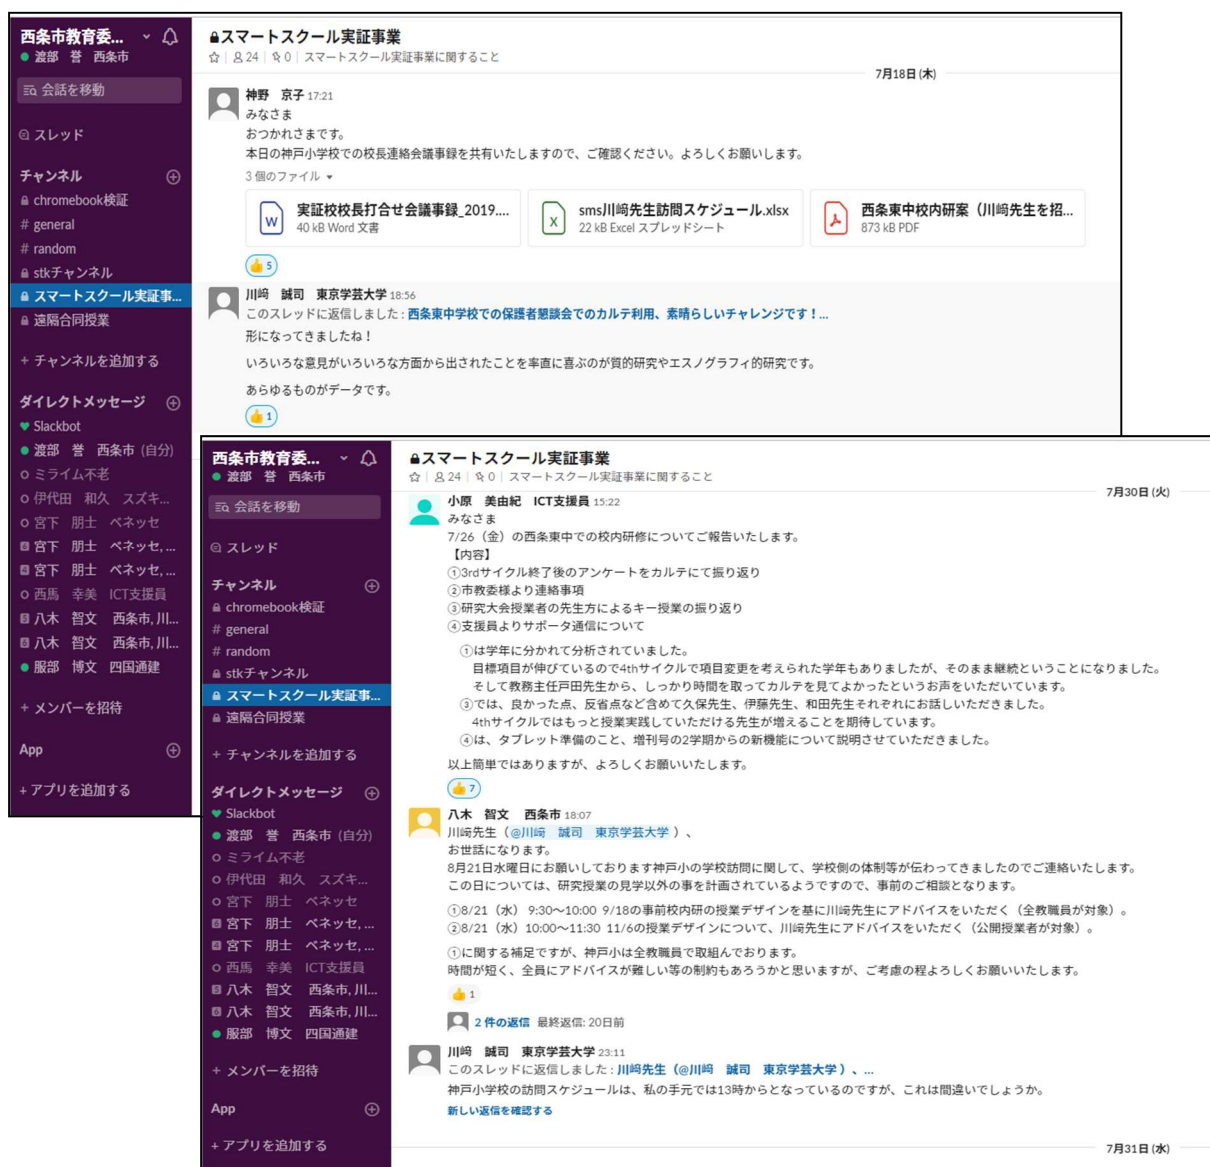 西条市教育委...
渡部 誉 西条市
会話を移動
スレッド
チャンネル
chromebook検証
# general
# random
stkチャンネル
スマートスクール実証事...
遠隔合同授業
+ チャンネルを追加する
ダイレクトメッセージ
Slackbot
渡部 誉 西条市 (自分)
ミライム不老
伊代田 和久 スズキ...
宮下 朋士 ベネッセ
6 宮下 朋士 ベネッセ,...
4 宮下 朋士 ベネッセ,...
西馬 幸美 ICT支援員
八木 智文 西条市, 川...
八木 智文 西条市, 川...
服部 博文 四国通建
+ メンバーを招待
App
+ アプリを追加する
スマートスクール実証事業
24 | 0 | スマートスクール実証事業に関すること
7月18日 (木)
神野 京子 17:21
みなさま
おつかれさまです。
本日の神戸小学校での校長連絡会議事録を共有いたしますので、ご確認ください。よろしくお願いします。
3 個のファイル
W 実証校校長打合せ会議事録_2019....
40 kB Word 文書
X sms川﨑先生訪問スケジュール.xlsx
22 kB Excel スプレッドシート
西条東中校内研案（川﨑先生を招...
873 kB PDF
5
川﨑 誠司 東京学芸大学 18:56
このスレッドに返信しました : 西条東中学校での保護者懇談会でのカルテ利用、素晴らしいチャレンジです！...
形になってきましたね！
いろいろな意見がいろいろな方面から出されたことを率直に喜ぶのが質的研究やエスノグラフィ的研究です。
あらゆるものがデータです。
1
西条市教育委...
渡部 誉 西条市
会話を移動
スレッド
チャンネル
chromebook検証
# general
# random
stkチャンネル
スマートスクール実証事...
遠隔合同授業
+ チャンネルを追加する
ダイレクトメッセージ
Slackbot
渡部 誉 西条市 (自分)
ミライム不老
伊代田 和久 スズキ...
宮下 朋士 ベネッセ
6 宮下 朋士 ベネッセ,...
4 宮下 朋士 ベネッセ,...
西馬 幸美 ICT支援員
八木 智文 西条市, 川...
八木 智文 西条市, 川...
服部 博文 四国通建
+ メンバーを招待
App
+ アプリを追加する
スマートスクール実証事業
24 | 0 | スマートスクール実証事業に関すること
7月30日 (火)
小原 美由紀 ICT支援員 15:22
みなさま
7/26（金）の西条東中での校内研修についてご報告いたします。
【内容】
①3rdサイクル終了後のアンケートをカルテにて振り返り
②市教委様より連絡事項
③研究大会授業者の先生方によるキー授業の振り返り
④支援員よりサポータ通信について
①は学年に分かれて分析されていました。
目標項目が伸びているので4thサイクルで項目変更を考えられた学年もありましたが、そのまま継続ということになりました。
そして教務主任戸田先生から、しっかり時間を取ってカルテを見てよかったというお声をいただいています。
③では、良かった点、反省点など含めて久保先生、伊藤先生、和田先生それぞれにお話しいただきました。
4thサイクルではもっと授業実践していただける先生が増えることを期待しています。
④は、タブレット準備のこと、増刊号の2学期からの新機能について説明させていただきました。
以上簡単ではありますが、よろしくお願いいたします。
7
八木 智文 西条市 18:07
川﨑先生（@川﨑 誠司 東京学芸大学 ）、
お世話になります。
8月21日水曜日にお願いしております神戸小の学校訪問に関して、学校側の体制等が伝わってきましたのでご連絡いたします。
この日については、研究授業の見学以外の事を計画されているようですので、事前のご相談となります。
①8/21（水） 9:30～10:00 9/18の事前校内研の授業デザインを基に川﨑先生にアドバイスをいただく（全教職員が対象）。
②8/21（水）10:00～11:30 11/6の授業デザインについて、川﨑先生にアドバイスをいただく（公開授業者が対象）。
①に関する補足ですが、神戸小は全教職員で取組んでおります。
時間が短く、全員にアドバイスが難しい等の制約もあろうかと思いますが、ご考慮の程よろしくお願いいたします。
1
2 件の返信 最終返信: 20日前
川﨑 誠司 東京学芸大学 23:11
このスレッドに返信しました : 川﨑先生（@川﨑 誠司 東京学芸大学 ）、...
神戸小学校の訪問スケジュールは、私の手元では13時からとなっているのですが、これは間違いでしょうか。
新しい返信を確認する
7月31日 (水)